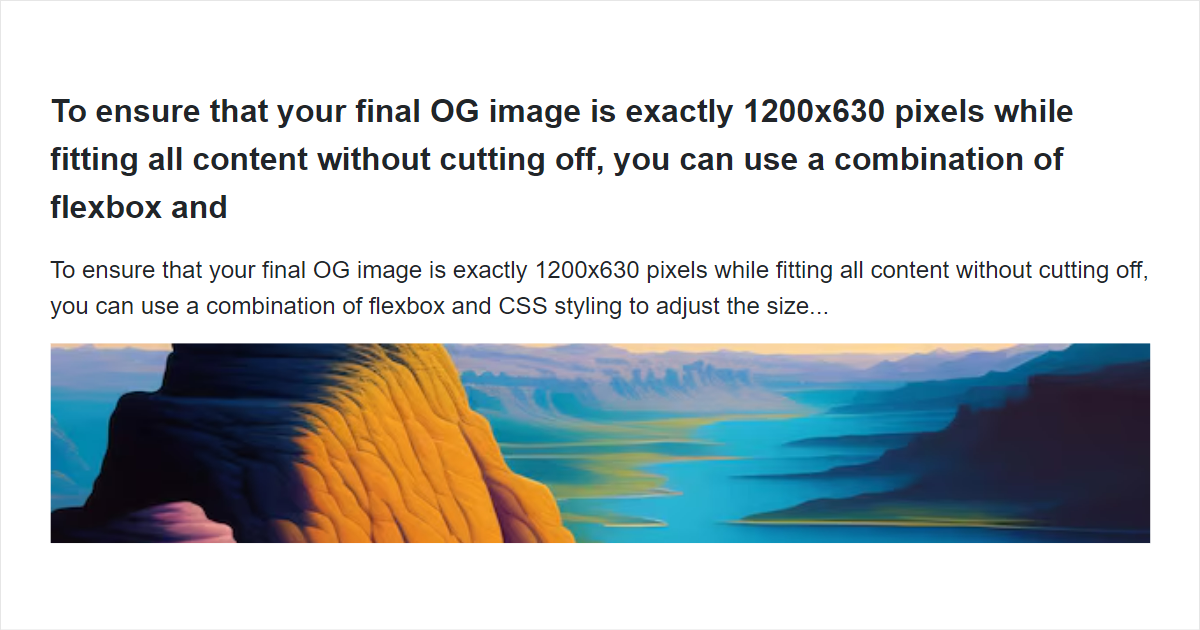 To ensure that your final OG image is exactly 1200x630 pixels while
fitting all content without cutting off, you can use a combination of
flexbox and
To ensure that your final OG image is exactly 1200x630 pixels while fitting all content without cutting off,
you can use a combination of flexbox and CSS styling to adjust the size...